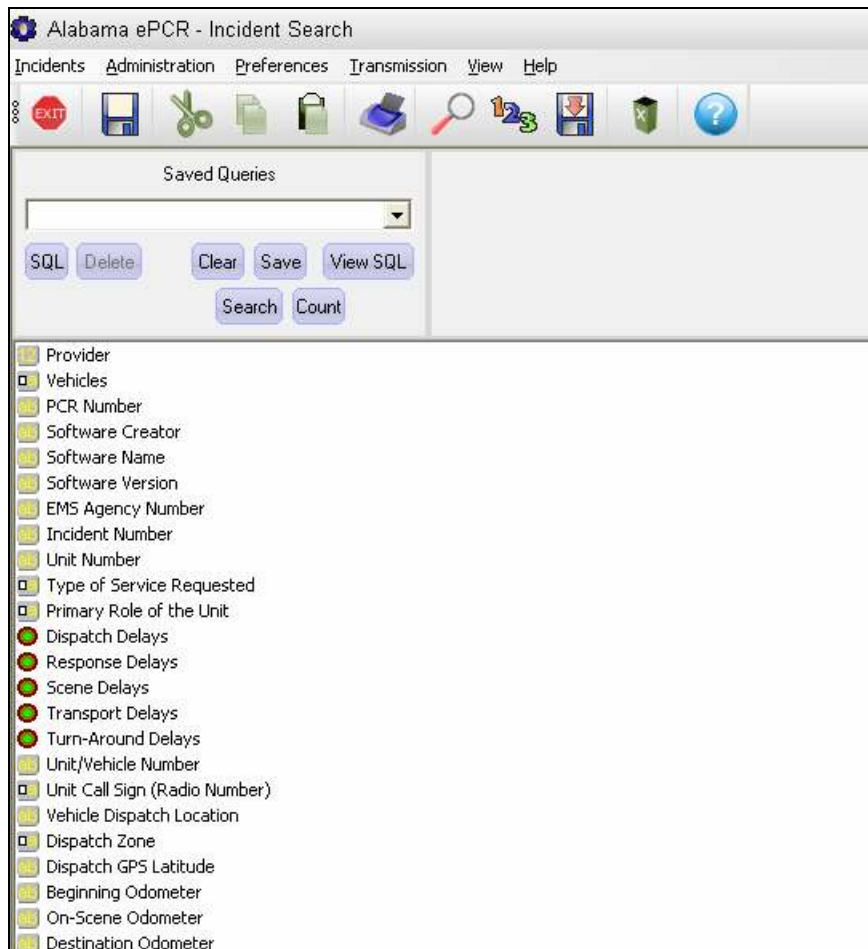 Alabama ePCR - Incident Search
Incidents Administration Preferences Transmission View Help
EXIT 123 X ?
Saved Queries
SQL Delete Clear Save View SQL
Search Count
Provider
Vehicles
PCR Number
Software Creator
Software Name
Software Version
EMS Agency Number
Incident Number
Unit Number
Type of Service Requested
Primary Role of the Unit
Dispatch Delays
Response Delays
Scene Delays
Transport Delays
Turn-Around Delays
Unit/Vehicle Number
Unit Call Sign (Radio Number)
Vehicle Dispatch Location
Dispatch Zone
Dispatch GPS Latitude
Beginning Odometer
On-Scene Odometer
Destination Odometer